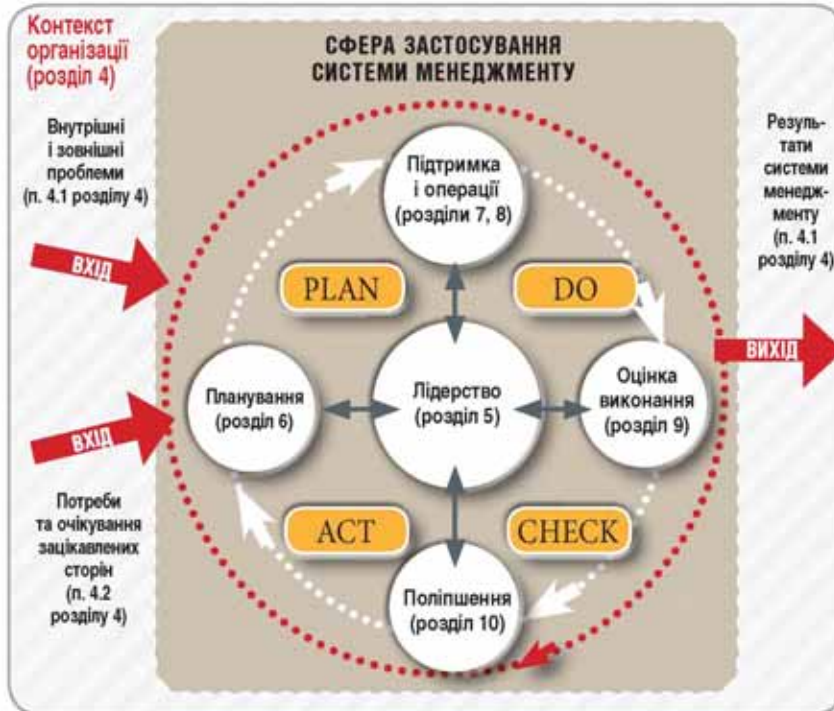 Контекст
організації
(розділ 4)
СФЕРА ЗАСТОСУВАННЯ
СИСТЕМИ МЕНЕДЖМЕНТУ
Внутрішні
і зовнішні
проблеми
(п. 4.1 розділу 4)
ВХІД
Підтримка
і операції
(розділи 7, 8)
Резуль-
тати
системи
менедж-
менту
(п. 4.1
розділу 4)
PLAN
DO
Планування
(розділ 6)
Лідерство
(розділ 5)
Оцінка
виконання
(розділ 9)
ВИХІД
ВХІД
Потреби
та очікування
зацікавлених
сторін
(п. 4.2
розділу 4)
ACT
CHECK
Поліпшення
(розділ 10)